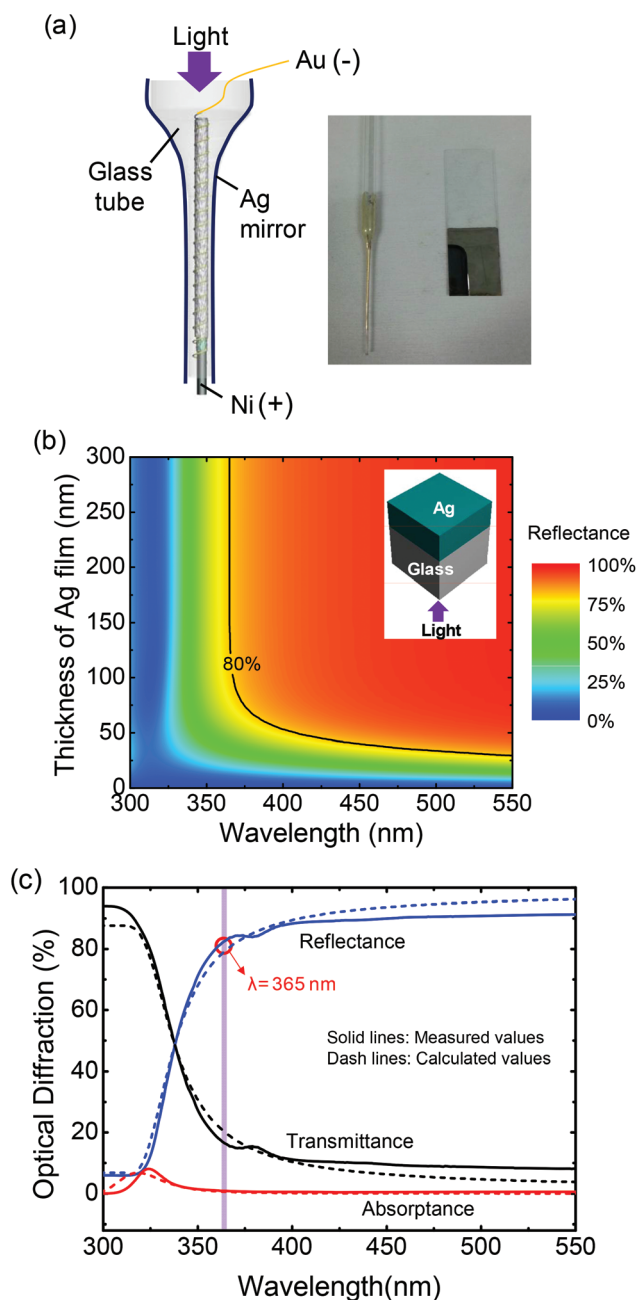 (a)
Light
Au (-)
Glass
tube
Ag
mirror
Ni (+)
(b)
Thickness of Ag film (nm)
300
250
200
150
100
50
0
80%
Ag
Glass
Light
Reflectance
100%
75%
50%
25%
0%
300 350 400 450 500 550
Wavelength (nm)
(c)
Optical Diffraction (%)
100
80
60
40
20
0
Reflectance
λ= 365 nm
Solid lines: Measured values
Dash lines: Calculated values
Transmittance
Absorptance
300 350 400 450 500 550
Wavelength(nm)